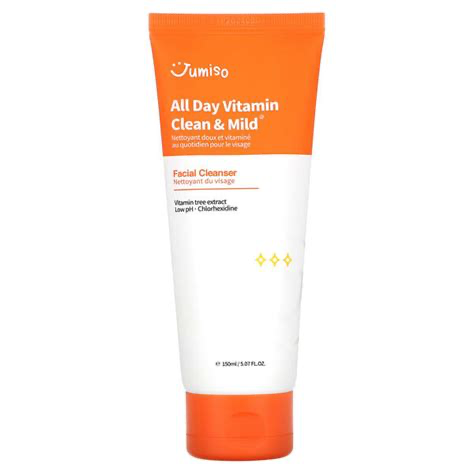 Jumiso
All Day Vitamin
Clean & Mild
Nettoyant doux et vitaminé
au quotidien pour le visage
Facial Cleanser
Nettoyant du visage
Vitamin tree extract
Low pH · Chlorhexidine
℮ 150ml / 5.07 FL.OZ.